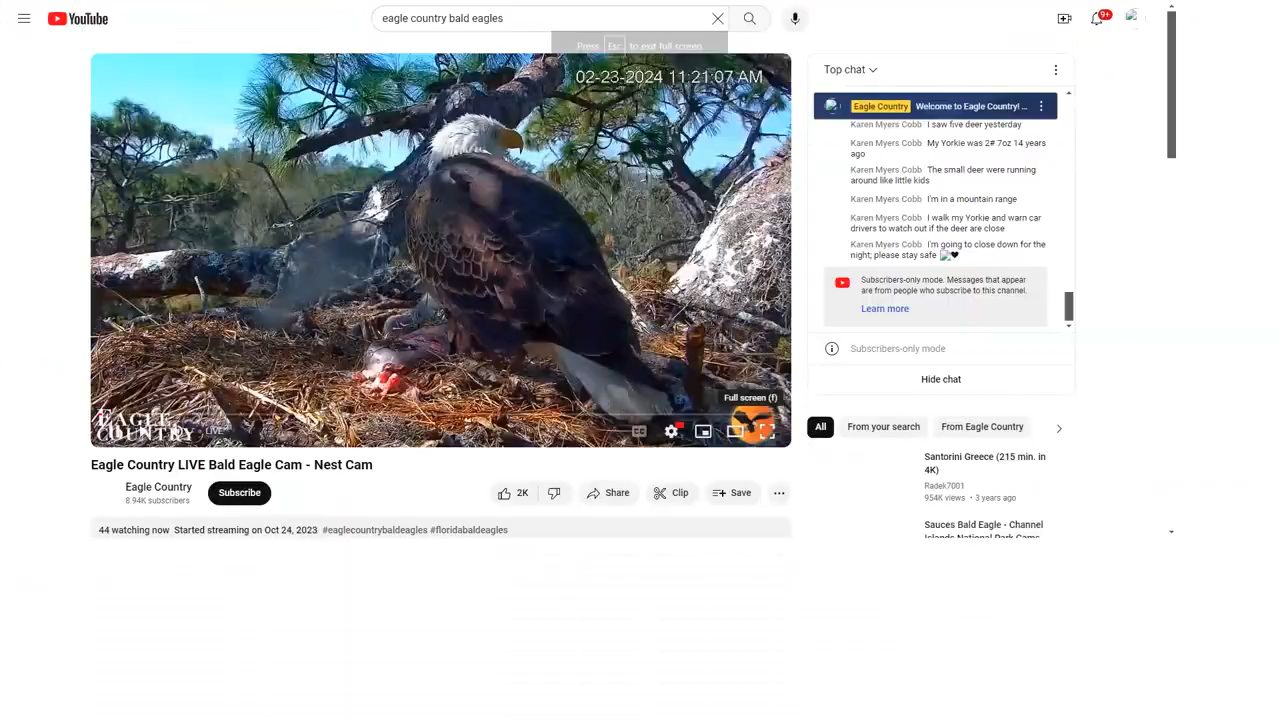 YouTube
eagle country bald eagles
9+
Press Esc to exit full screen
02-23-2024 11:21:07 AM
EAGLE
COUNTRY
LIVE
Full screen (f)
Top chat
Eagle Country Welcome to Eagle Country! ...
Karen Myers Cobb I saw five deer yesterday
Karen Myers Cobb My Yorkie was 2# 7oz 14 years
ago
Karen Myers Cobb The small deer were running
around like little kids
Karen Myers Cobb I'm in a mountain range
Karen Myers Cobb I walk my Yorkie and warn car
drivers to watch out if the deer are close
Karen Myers Cobb I'm going to close down for the
night; please stay safe
Subscribers-only mode. Messages that appear
are from people who subscribe to this channel.
Learn more
Subscribers-only mode
Hide chat
All From your search From Eagle Country
Eagle Country LIVE Bald Eagle Cam - Nest Cam
Eagle Country
8.94K subscribers
Subscribe
2K Share Clip Save
44 watching now Started streaming on Oct 24, 2023 #eaglecountrybaldeagles #floridabaldeagles
Santorini Greece (215 min. in
4K)
Radek7001
954K views • 3 years ago
Sauces Bald Eagle - Channel
Islands National Park Cams